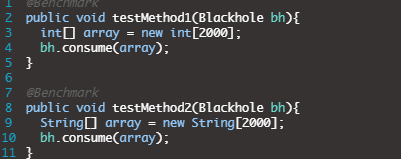 1 @Benchmark
2 public void testMethod1(Blackhole bh){
3 int[] array = new int[2000];
4 bh.consume(array);
5 }
6
7 @Benchmark
8 public void testMethod2(Blackhole bh){
9 String[] array = new String[2000];
10 bh.consume(array);
11 }